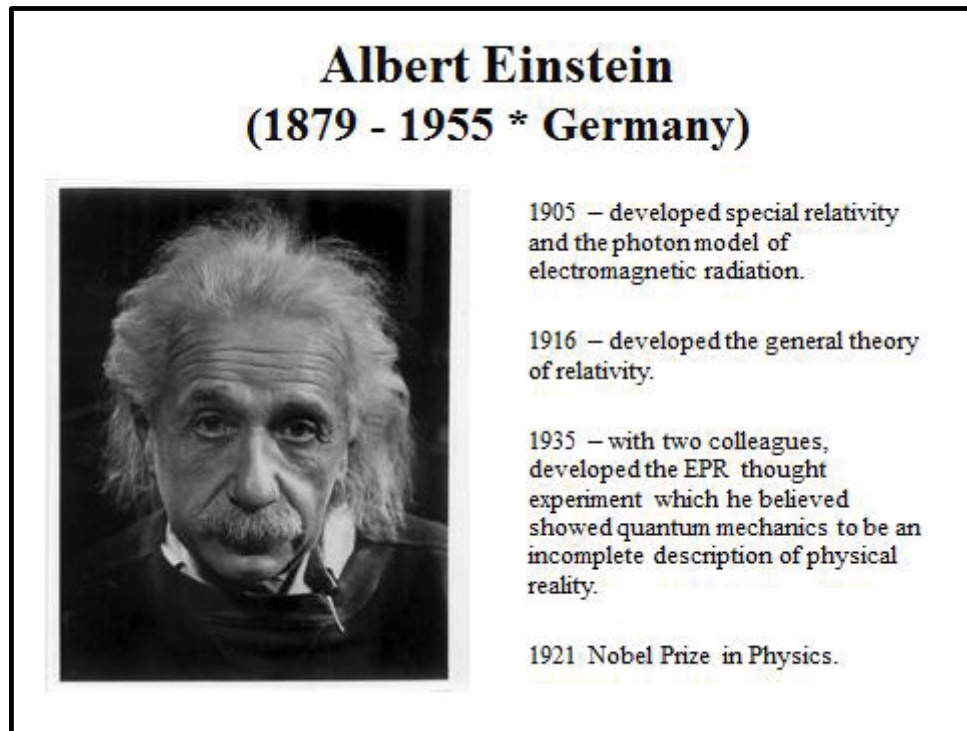 Albert Einstein
(1879 - 1955 * Germany)
1905 – developed special relativity
and the photon model of
electromagnetic radiation.
1916 – developed the general theory
of relativity.
1935 – with two colleagues,
developed the EPR thought
experiment which he believed
showed quantum mechanics to be an
incomplete description of physical
reality.
1921 Nobel Prize in Physics.